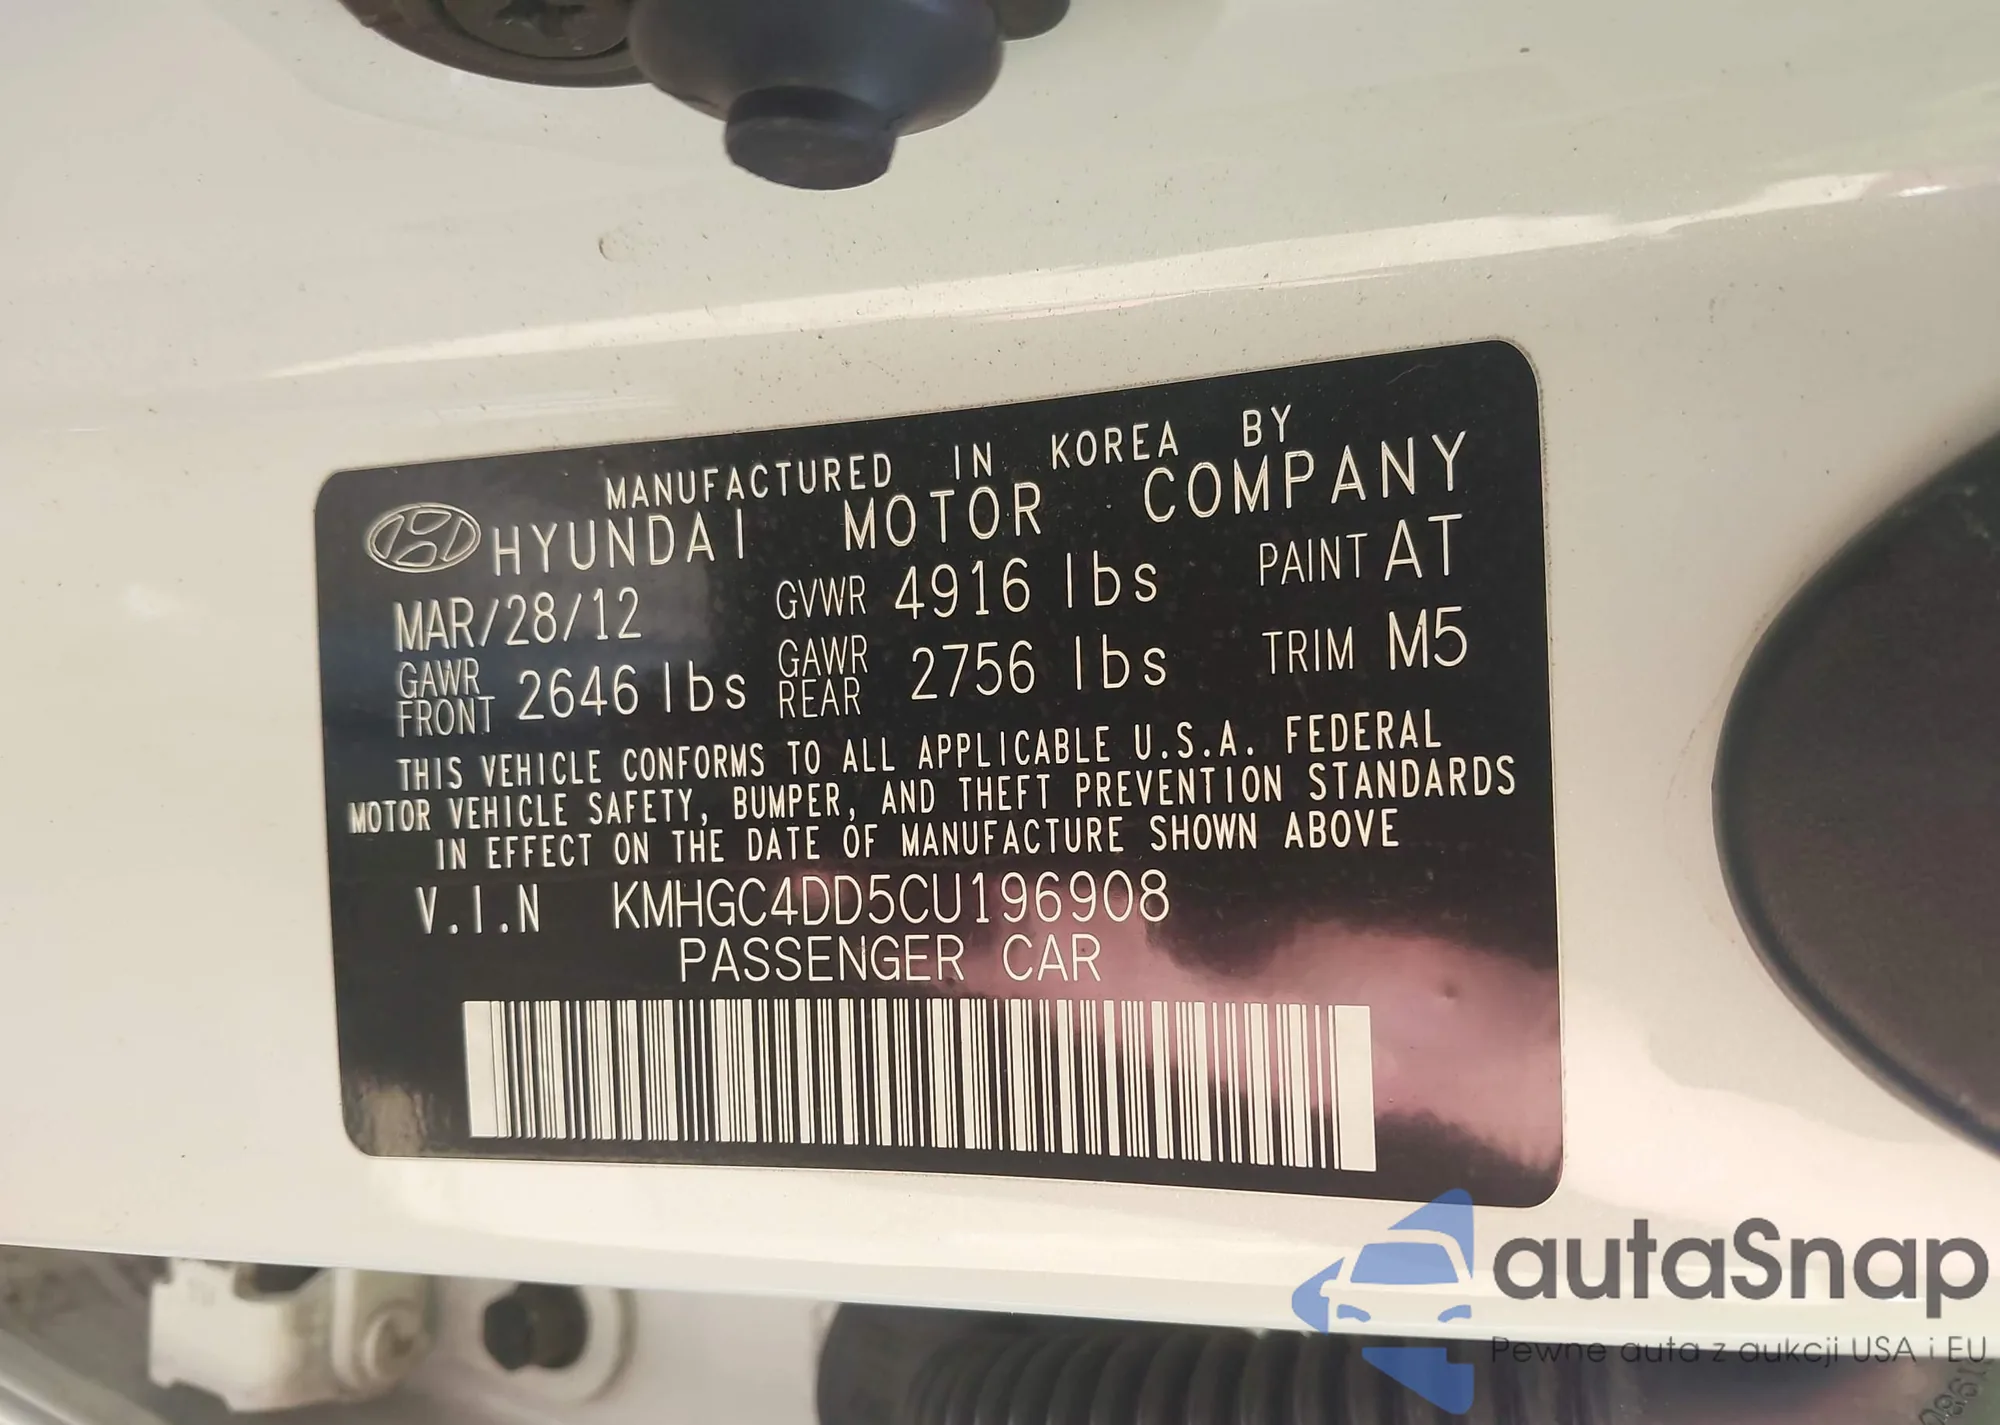 MANUFACTURED IN KOREA BY
HYUNDAI MOTOR COMPANY
MAR/28/12 GVWR 4916 lbs PAINT AT
GAWR FRONT 2646 lbs GAWR REAR 2756 lbs TRIM M5
THIS VEHICLE CONFORMS TO ALL APPLICABLE U.S.A. FEDERAL
MOTOR VEHICLE SAFETY, BUMPER, AND THEFT PREVENTION STANDARDS
IN EFFECT ON THE DATE OF MANUFACTURE SHOWN ABOVE
V.I.N KMHGC4DD5CU196908
PASSENGER CAR
autaSnap
Pewne auta z aukcji USA i EU